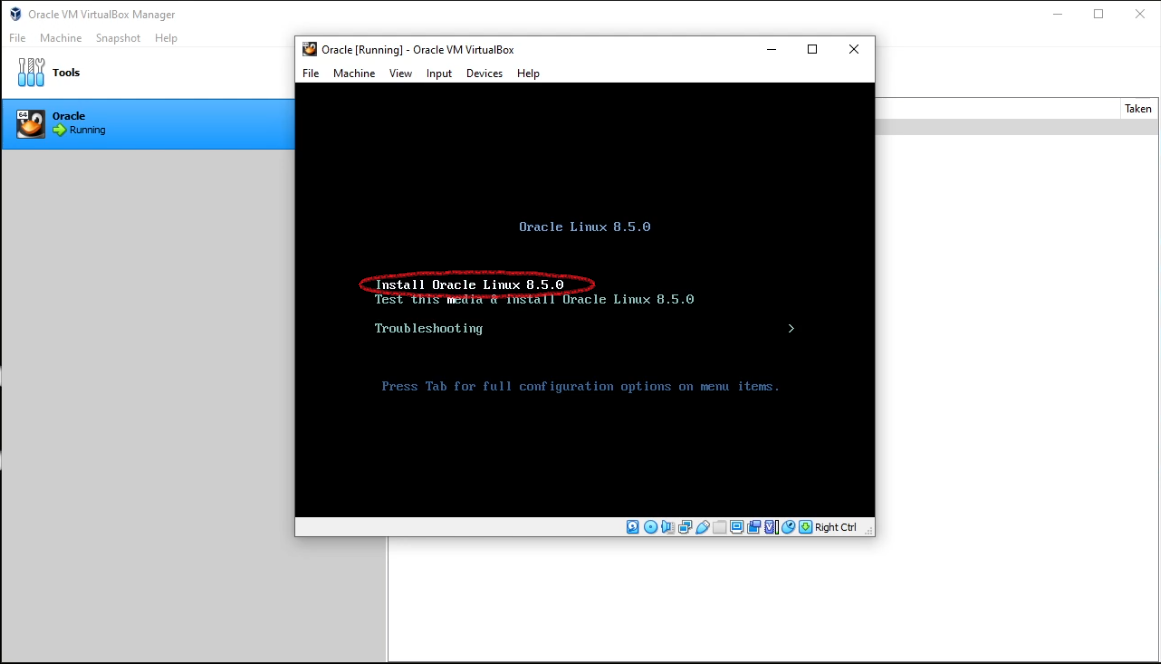 Oracle VM VirtualBox Manager
File Machine Snapshot Help
Tools
64
Oracle
Running
Taken
Oracle [Running] - Oracle VM VirtualBox
File Machine View Input Devices Help
Oracle Linux 8.5.0
Install Oracle Linux 8.5.0
Test this media & install Oracle Linux 8.5.0
Troubleshooting >
Press Tab for full configuration options on menu items.
Right Ctrl